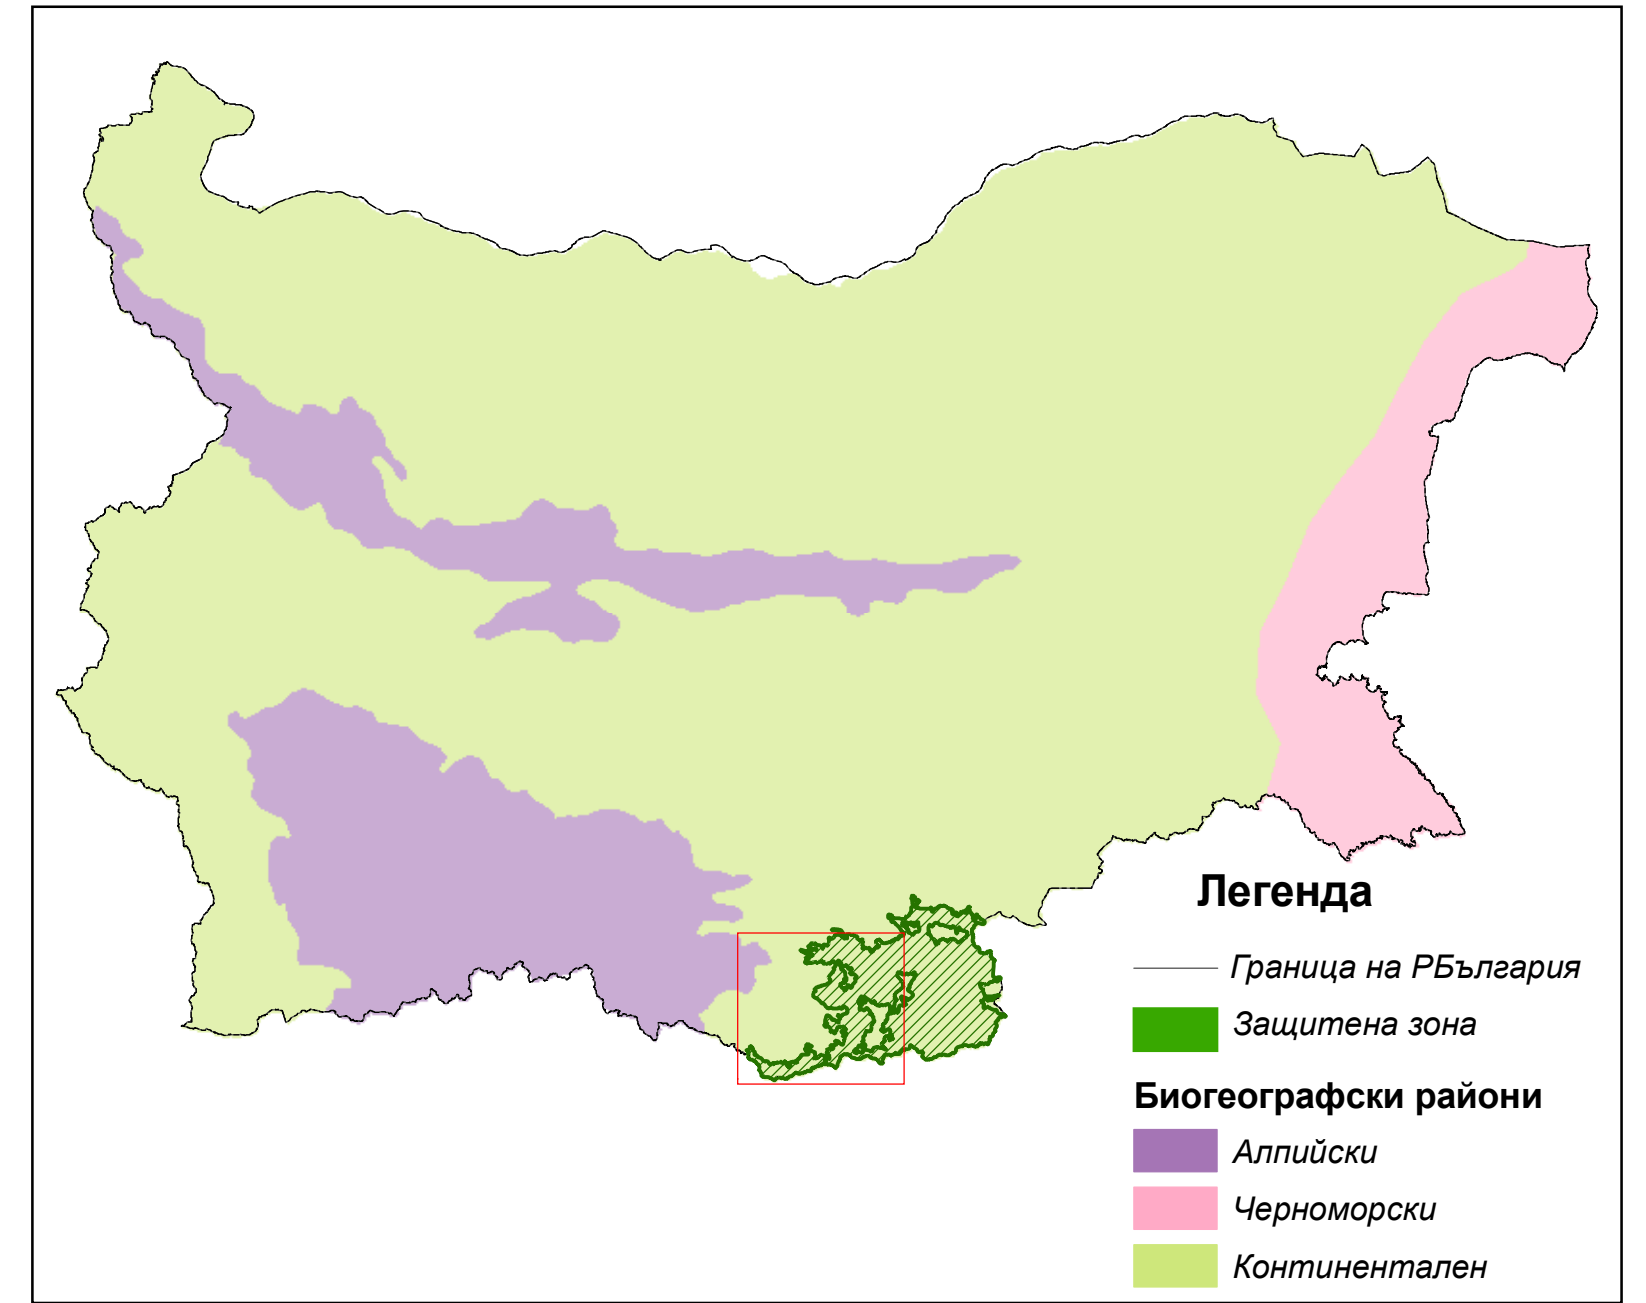 Легенда
Граница на РБългария
Защитена зона
Биогеографски райони
Алпийски
Черноморски
Континентален